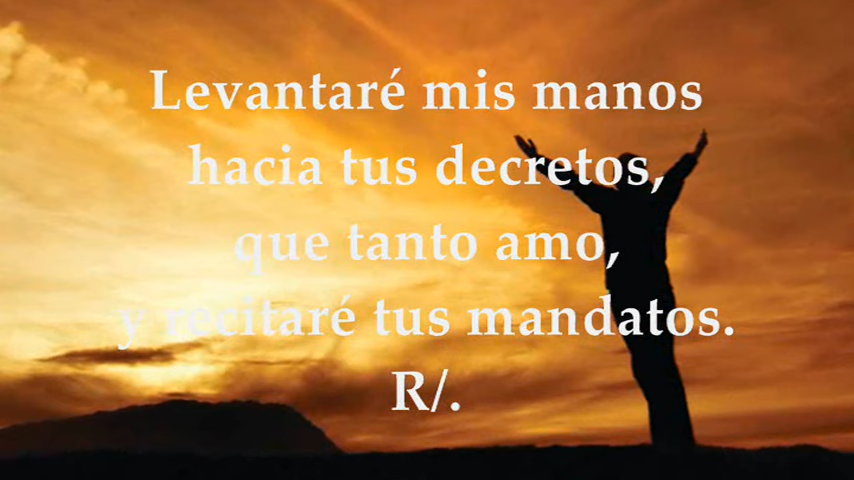 Levantaré mis manos
hacia tus decretos,
que tanto amo,
y recitaré tus mandatos.
R/.